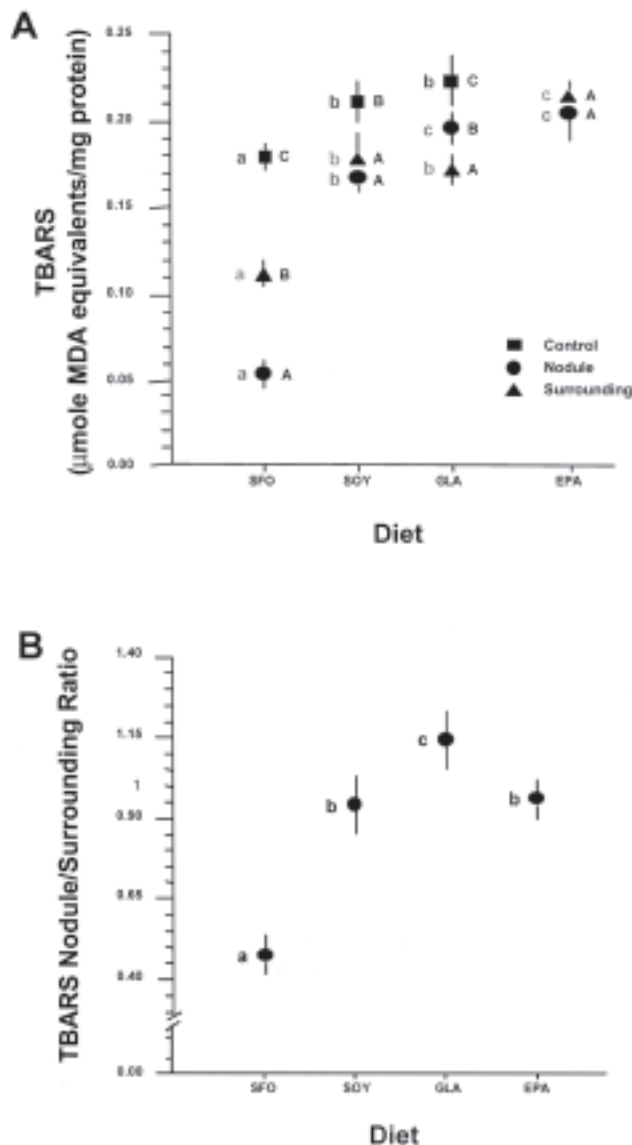 A
TBARS
(μmole MDA equivalents/mg protein)
0.25
0.20
0.15
0.10
0.05
0.00
a C
a B
a A
b B
b A
b A
b C
c B
b A
c A
c A
Control
Nodule
Surrounding
SFO SOY GLA EPA
Diet
B
TBARS Nodule/Surrounding Ratio
1.40
1.15
1
0.90
0.65
0.40
0.00
a
b
c
b
SFO SOY GLA EPA
Diet